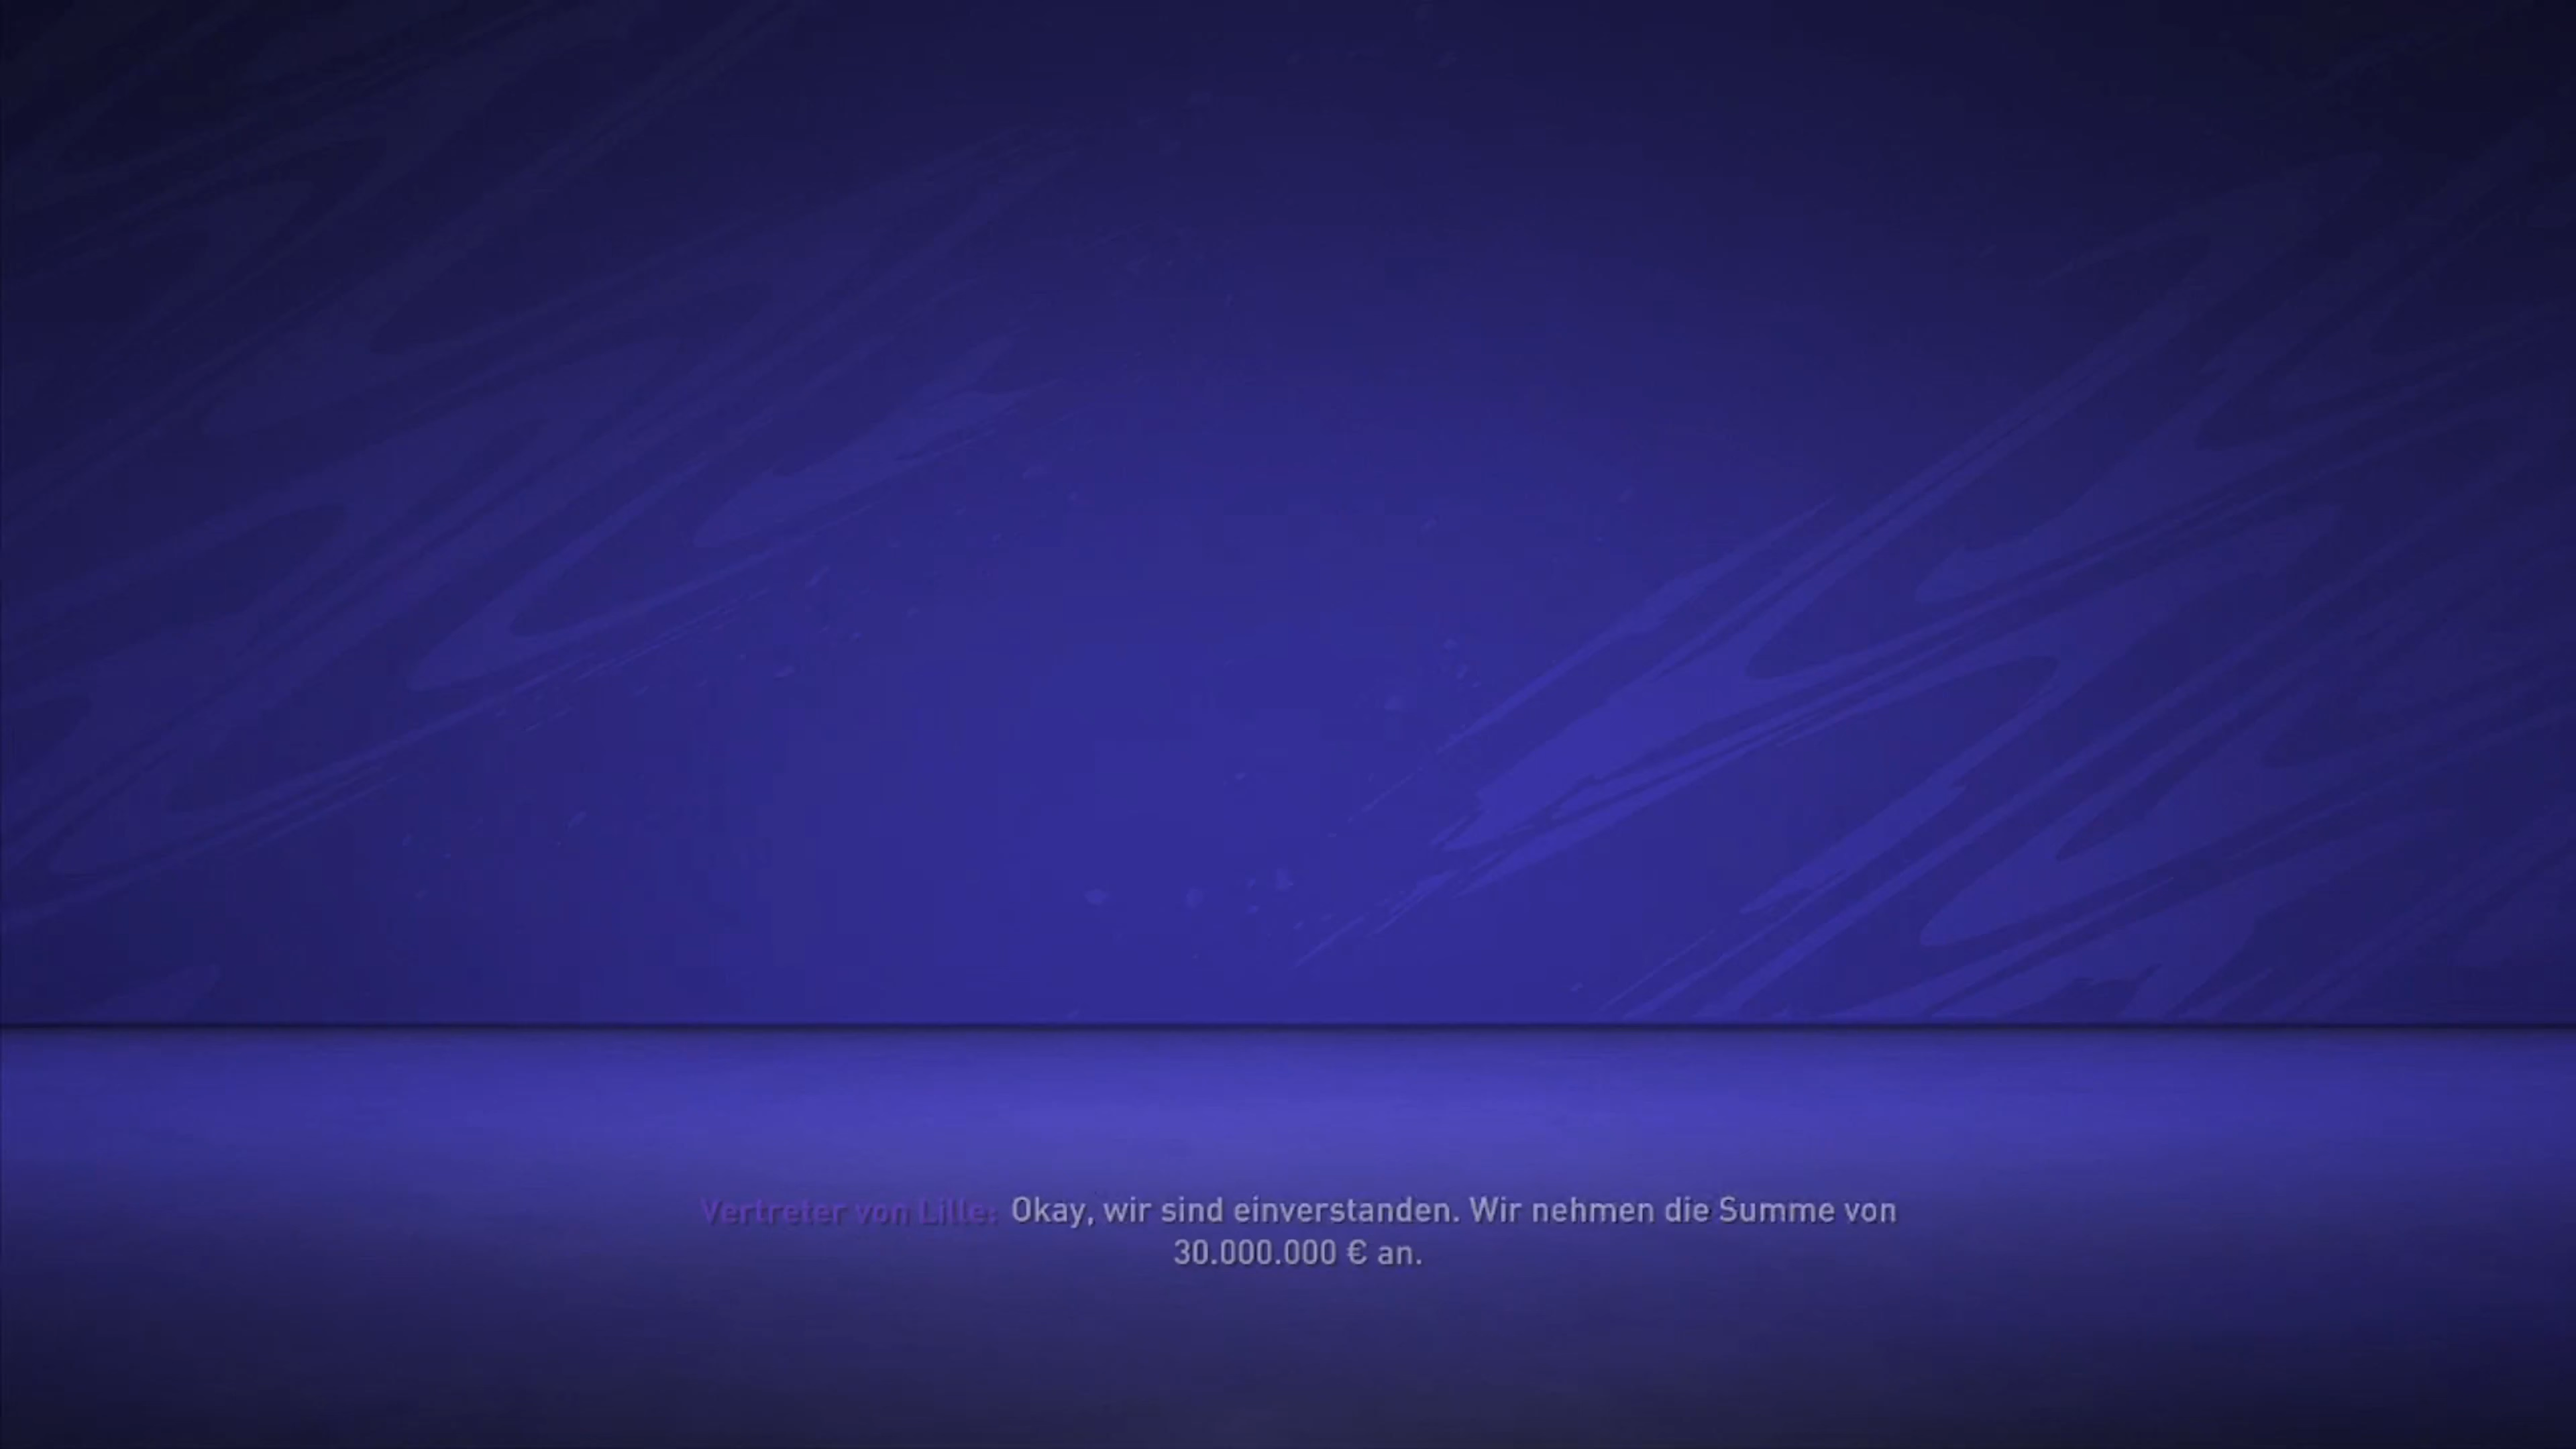 Vertreter von Lille: Okay, wir sind einverstanden. Wir nehmen die Summe von
30.000.000 € an.